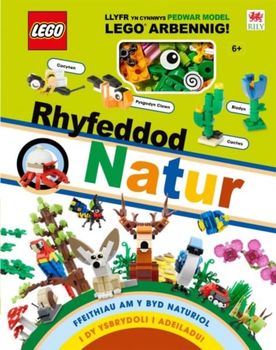 LEGO
LLYFR YN CYNNWYS PEDWAR MODEL
LEGO ARBENNIG!
RILY
6+
Cacynen
Pysgodyn Clown
Blodyn
Cactws
Rhyfeddod
Natur
FFEITHIAU AM Y BYD NATURIOL
I DY YSBRYDOLI I ADEILADU!